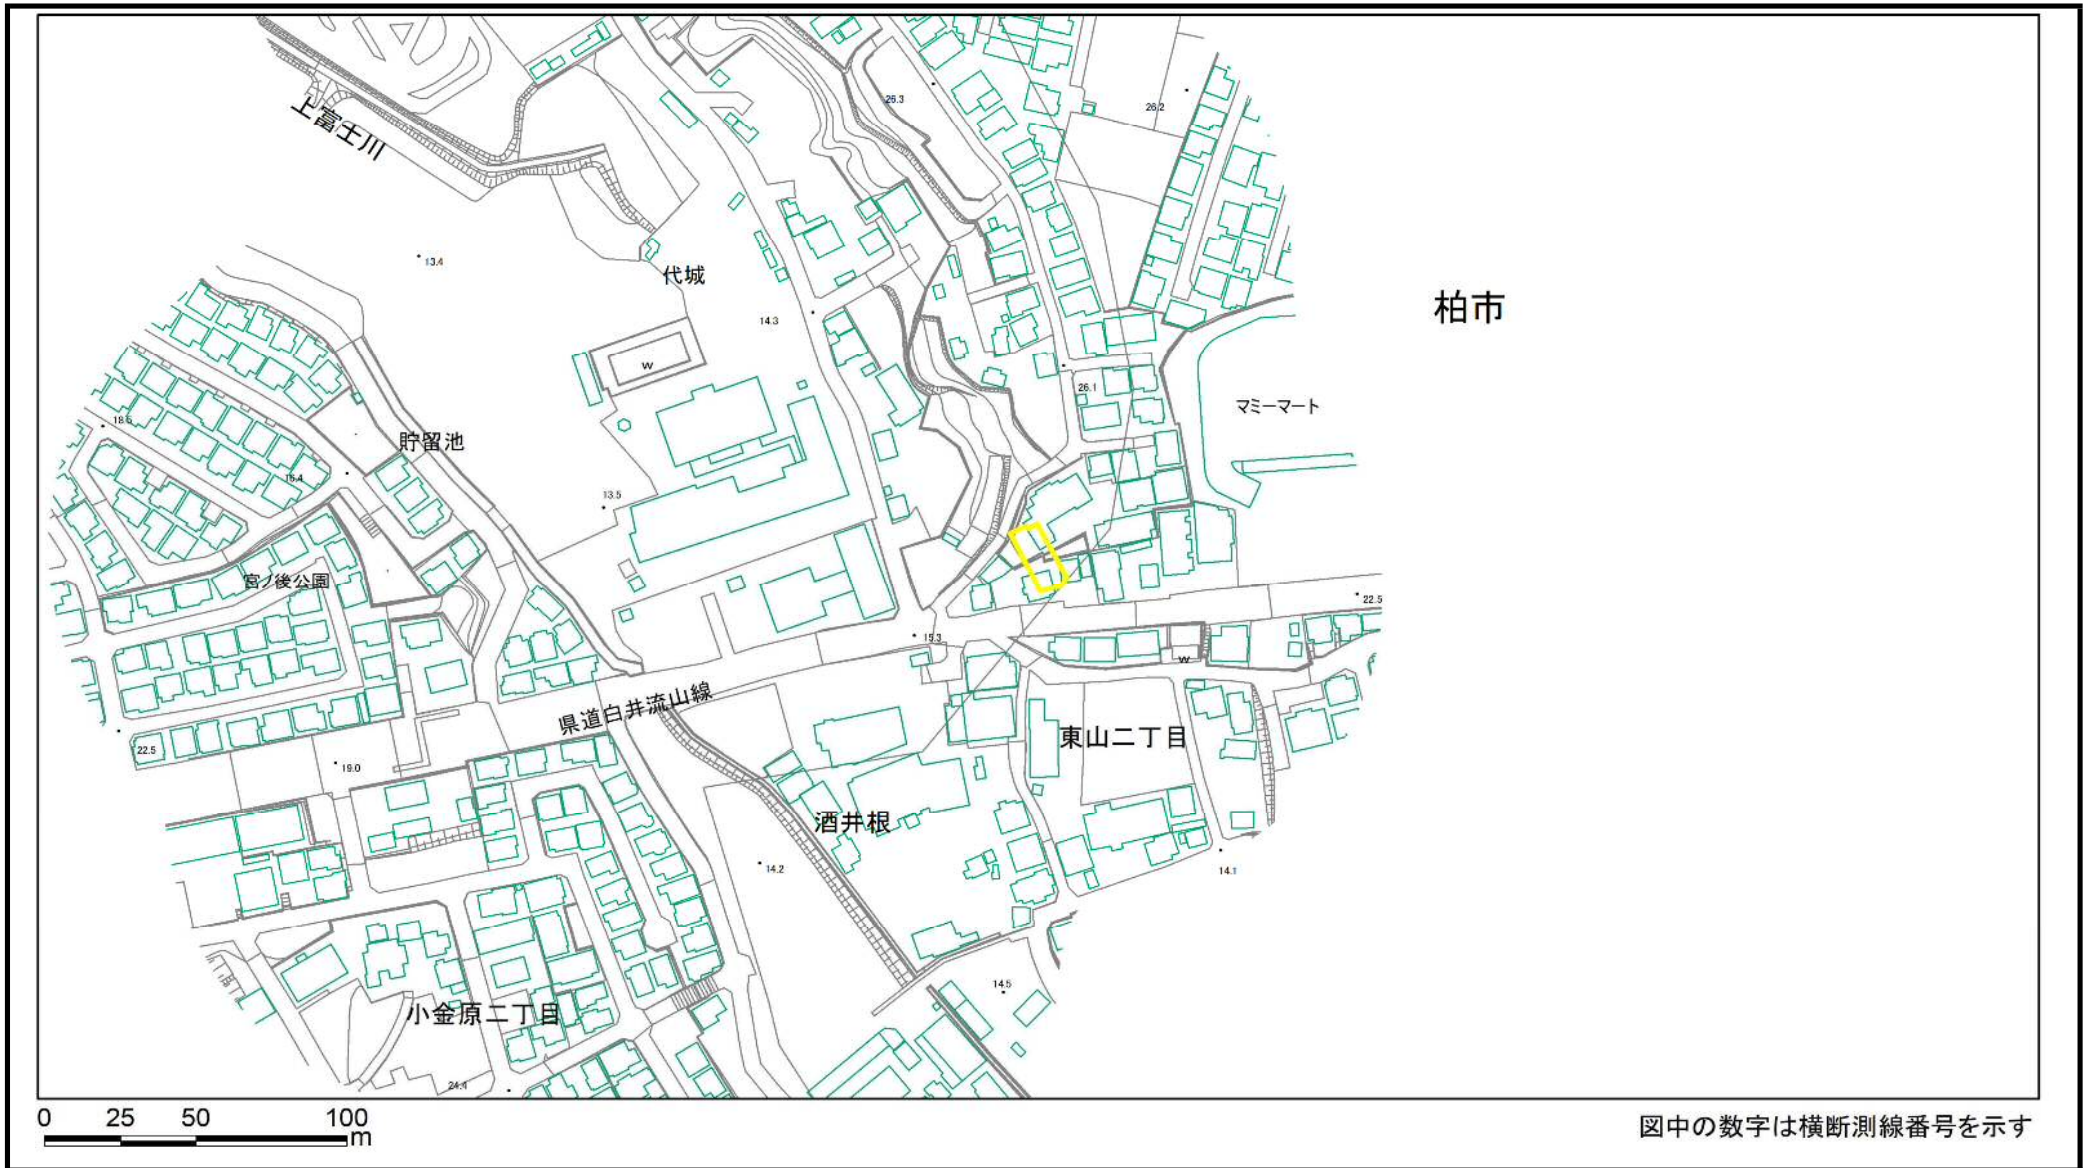 26.3
26.2
上富士川
13.4
代城
柏市
14.3
W
26.1
マミーマート
18.5
貯留池
15.4
13.5
宮ノ後公園
22.5
15.3
W
県道白井流山線
東山二丁目
22.5
19.0
酒井根
14.2
14.1
14.5
小金原二丁目
24.4
0 25 50 100
m
図中の数字は横断測線番号を示す